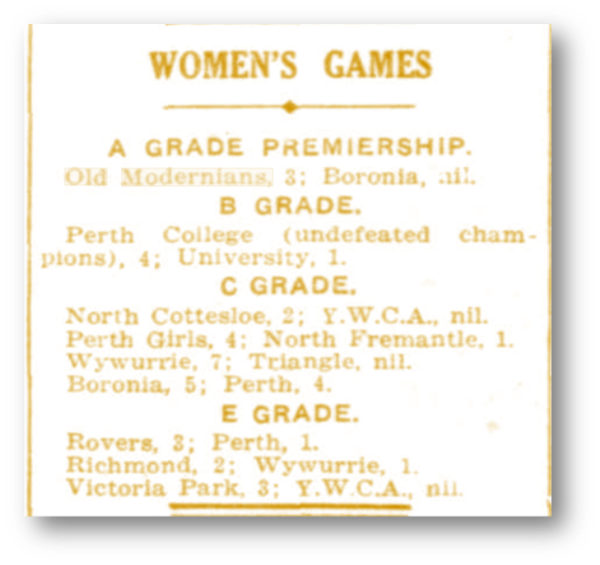 WOMEN'S GAMES
A GRADE PREMIERSHIP.
Old Modernians, 3; Boronia, nil.
B GRADE.
Perth College (undefeated cham-
pions), 4; University, 1.
C GRADE.
North Cottesloe, 2; Y.W.C.A., nil.
Perth Girls, 4; North Fremantle, 1.
Wywurrie, 7; Triangle, nil.
Boronia, 5; Perth, 4.
E GRADE.
Rovers, 3; Perth, 1.
Richmond, 2; Wywurrie, 1.
Victoria Park, 3; Y.W.C.A., nil.